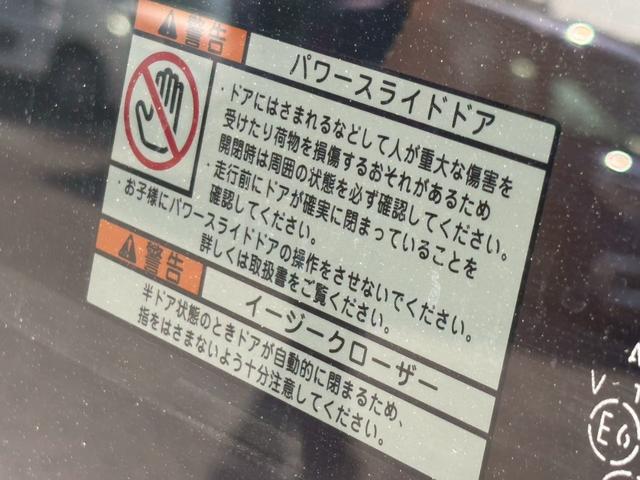 警告
パワースライドドア
・ドアにはさまれるなどして人が重大な傷害を
受けたり荷物を損傷するおそれがあるため
開閉時は周囲の状態を必ず確認してください。
・走行前にドアが確実に閉まっていることを
確認してください。
・お子様にパワースライドドアの操作をさせないでください。
詳しくは取扱書をご覧ください。
警告
イージークローザー
半ドア状態のときドアが自動的に閉まるため、
指をはさまないよう十分注意してください。
V-1
E6